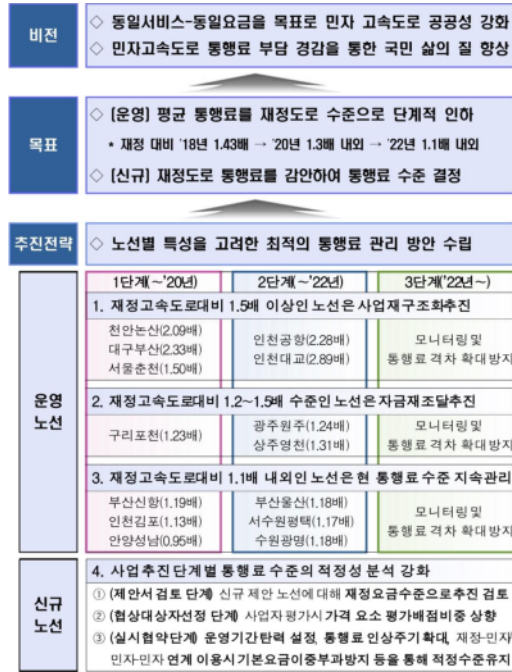 비전
◇ 동일서비스-동일요금을 목표로 민자 고속도로 공공성 강화
◇ 민자고속도로 통행료 부담 경감을 통한 국민 삶의 질 향상
목표
◇ (운영) 평균 통행료를 재정도로 수준으로 단계적 인하
* 재정 대비 '18년 1.43배 → '20년 1.3배 내외 → '22년 1.1배 내외
◇ (신규) 재정도로 통행료를 감안하여 통행료 수준 결정
추진전략
◇ 노선별 특성을 고려한 최적의 통행료 관리 방안 수립
운영
노선
1단계(~'20년) 2단계(~'22년) 3단계('22년~)
1. 재정고속도로대비 1.5배 이상인 노선은 사업재구조화추진
천안논산(2.09배)
대구부산(2.33배)
서울춘천(1.50배)
인천공항(2.28배)
인천대교(2.89배)
모니터링 및
통행료 격차 확대방지
2. 재정고속도로대비 1.2~1.5배 수준인 노선은 자금재조달추진
구리포천(1.23배)
광주원주(1.24배)
상주영천(1.31배)
모니터링 및
통행료 격차 확대방지
3. 재정고속도로대비 1.1배 내외인 노선은 현 통행료 수준 지속관리
부산신항(1.19배)
인천김포(1.13배)
안양성남(0.95배)
부산울산(1.18배)
서수원평택(1.17배)
수원광명(1.18배)
모니터링 및
통행료 격차 확대방지
신규
노선
4. 사업추진단계별 통행료 수준의 적정성 분석 강화
① (제안서 검토 단계) 신규 제안 노선에 대해 재정요금수준으로 추진 검토
② (협상대상자선정 단계) 사업자 평가시 가격 요소 평가배점비중 상향
③ (실시협약단계) 운영기간탄력 설정, 통행료 인상주기확대, 재정-민자
민자-민자 연계 이용시 기본요금이중부과방지 등을 통해 적정수준유지